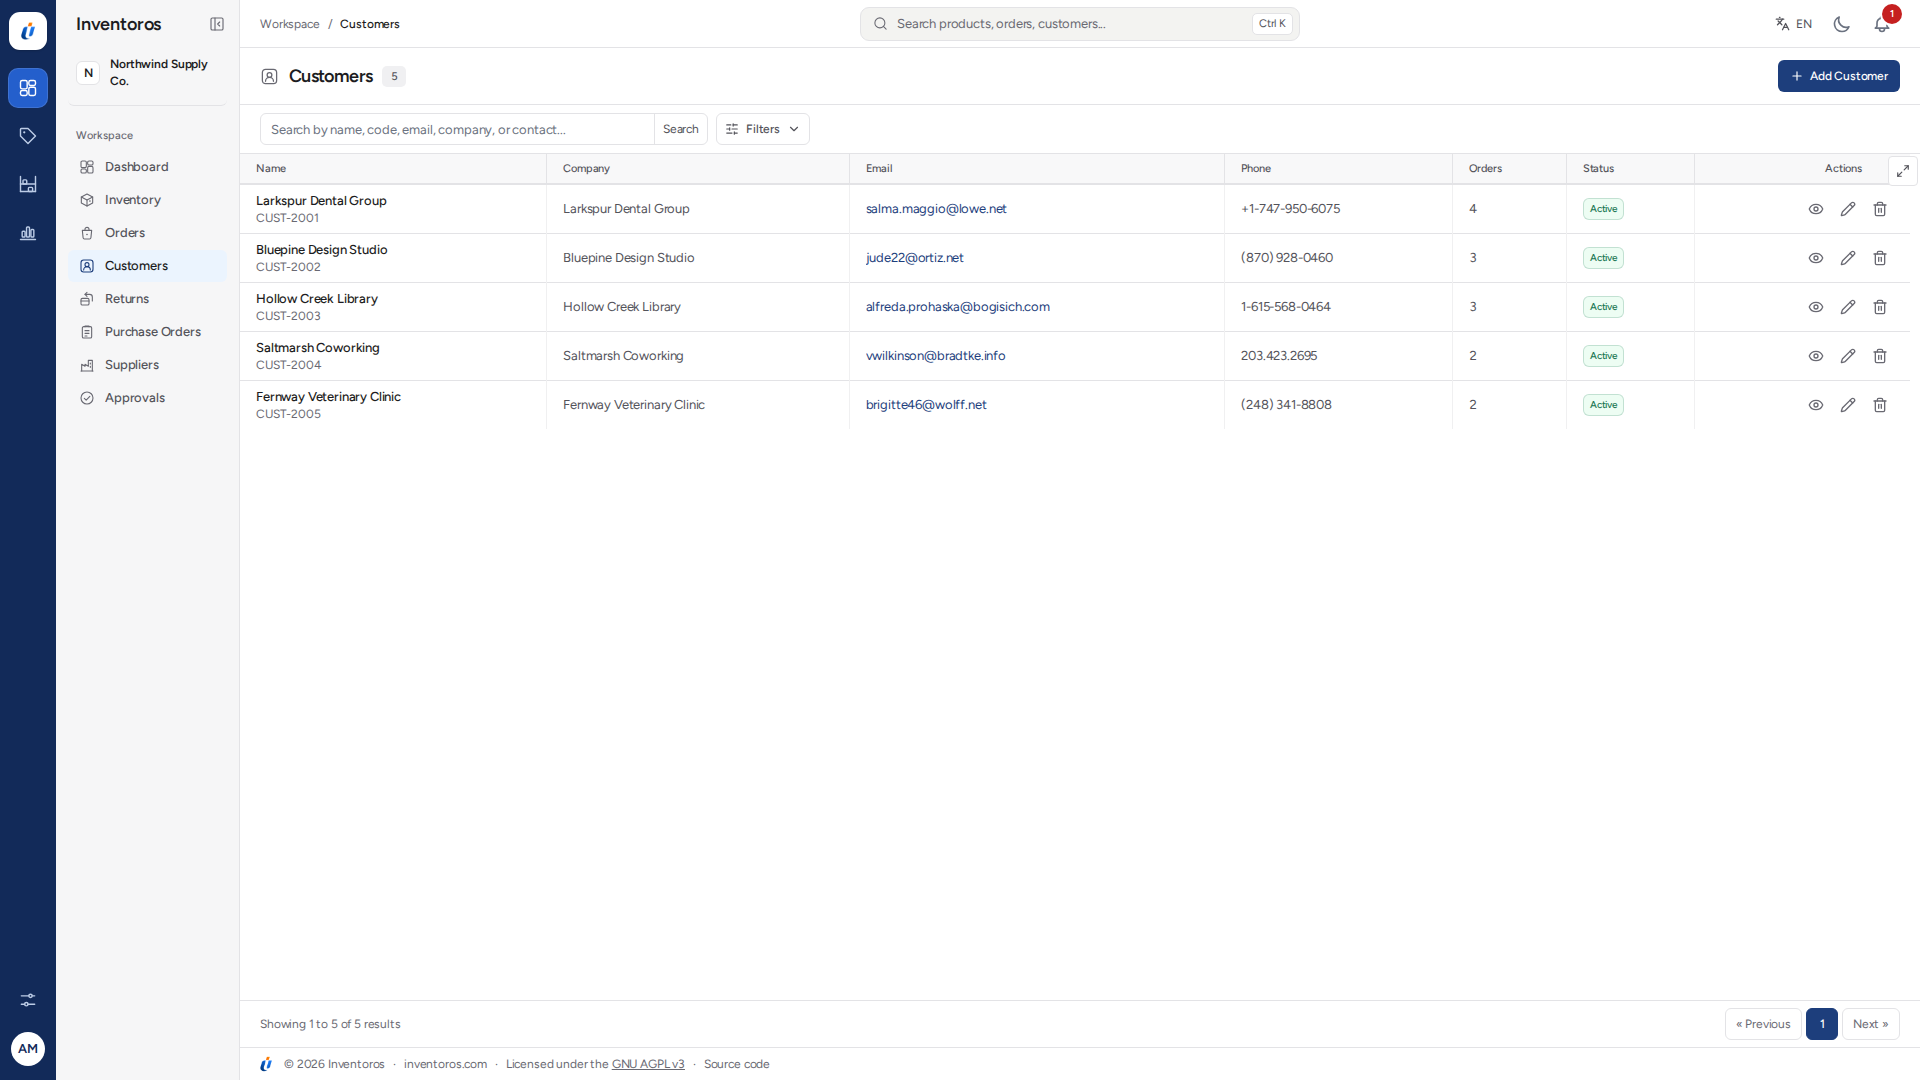 Inventoros
N
Northwind Supply
Co.
Workspace
Dashboard
Inventory
Orders
Customers
Returns
Purchase Orders
Suppliers
Approvals
AM
Workspace / Customers
Search products, orders, customers...
Ctrl K
EN
1
Customers
5
Add Customer
Search by name, code, email, company, or contact...
Search
Filters
Name Company Email Phone Orders Status Actions
Larkspur Dental Group
CUST-2001
Larkspur Dental Group salma.maggio@lowe.net +1-747-950-6075 4 Active
Bluepine Design Studio
CUST-2002
Bluepine Design Studio jude22@ortiz.net (870) 928-0460 3 Active
Hollow Creek Library
CUST-2003
Hollow Creek Library alfreda.prohaska@bogisich.com 1-615-568-0464 3 Active
Saltmarsh Coworking
CUST-2004
Saltmarsh Coworking vwilkinson@bradtke.info 203.423.2695 2 Active
Fernway Veterinary Clinic
CUST-2005
Fernway Veterinary Clinic brigitte46@wolff.net (248) 341-8808 2 Active
Showing 1 to 5 of 5 results
« Previous 1 Next »
© 2026 Inventoros · inventoros.com · Licensed under the GNU AGPL v3 · Source code